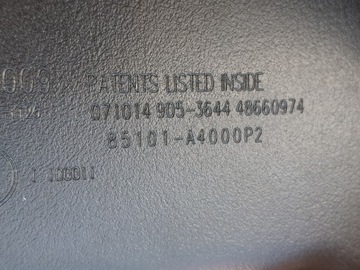 PATENTS LISTED INSIDE
071014 905-3644 48660974
85101-A4000P2